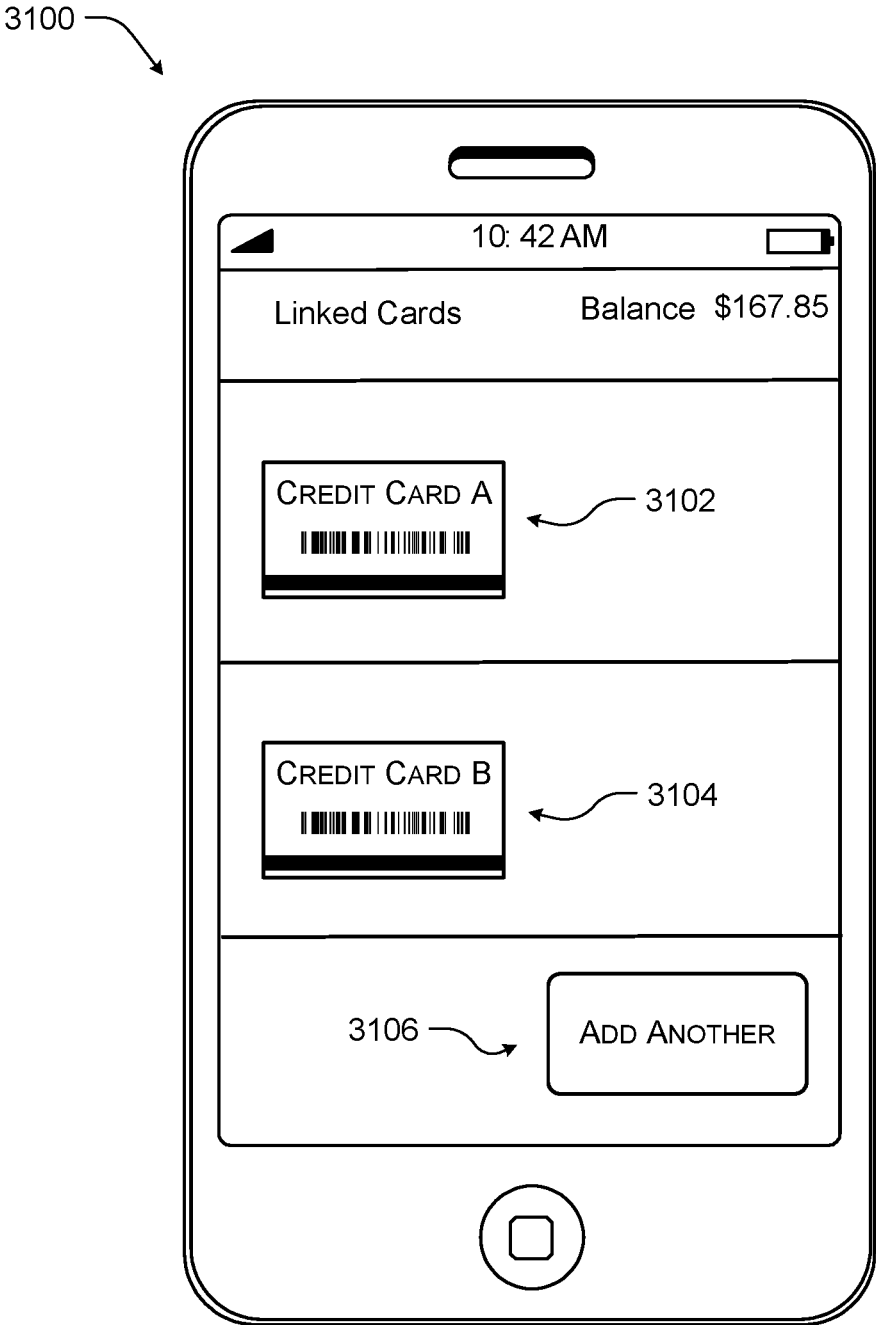 3100
10: 42 AM
Linked Cards Balance $167.85
CREDIT CARD A
3102
CREDIT CARD B
3104
3106
ADD ANOTHER